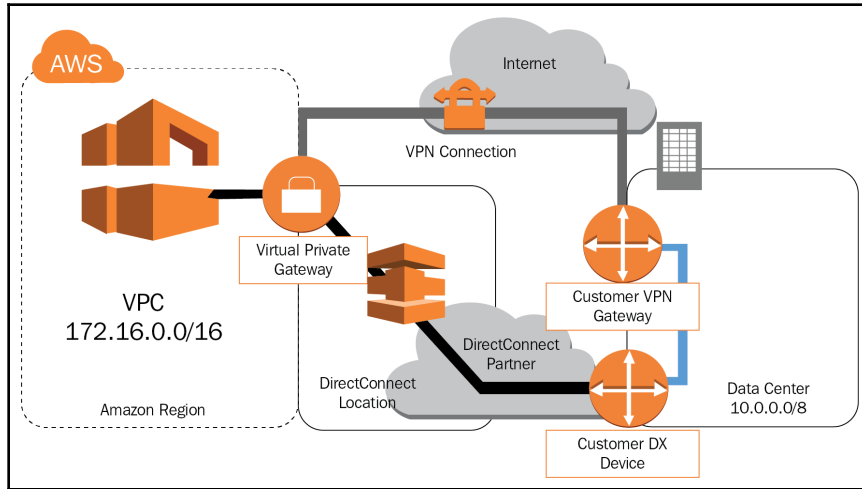 AWS
Internet
VPN Connection
Virtual Private
Gateway
Customer VPN
Gateway
VPC
172.16.0.0/16
DirectConnect
Partner
DirectConnect
Location
Data Center
10.0.0.0/8
Amazon Region
Customer DX
Device